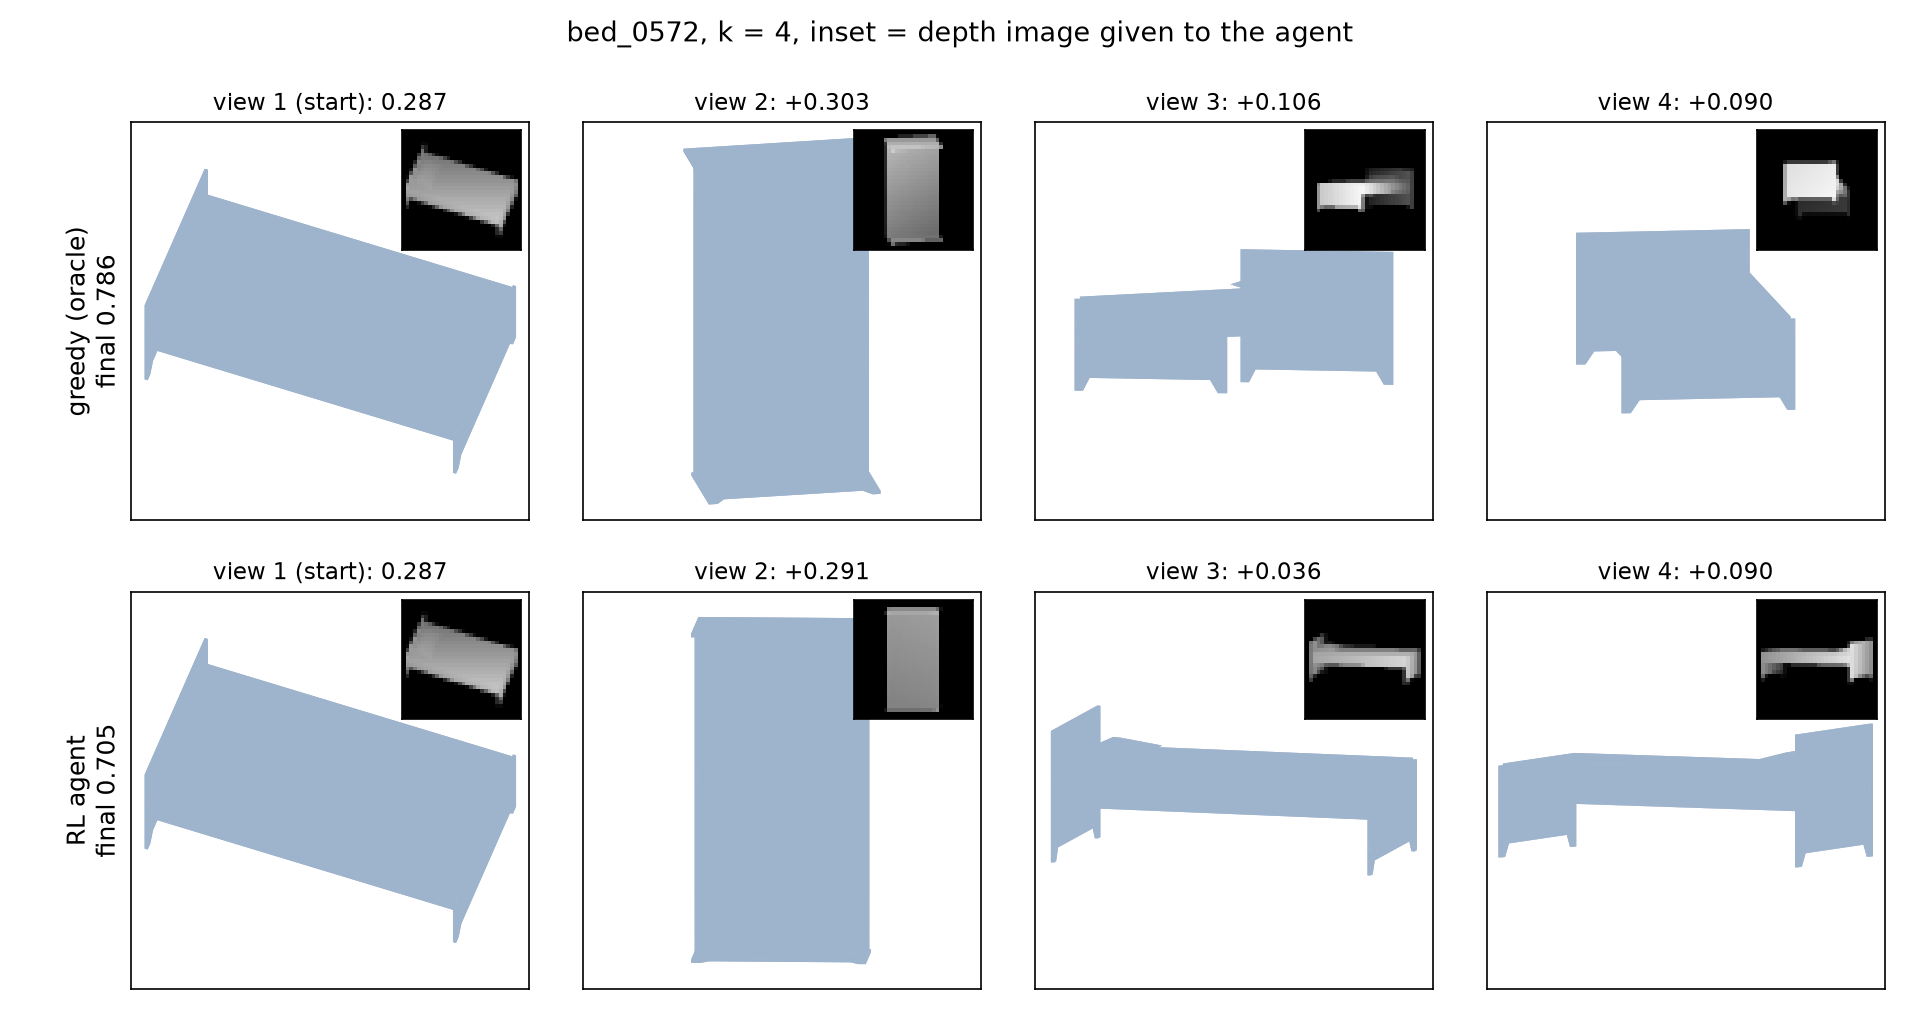 bed_0572, k = 4, inset = depth image given to the agent
greedy (oracle)
final 0.786
view 1 (start): 0.287
view 2: +0.303
view 3: +0.106
view 4: +0.090
RL agent
final 0.705
view 1 (start): 0.287
view 2: +0.291
view 3: +0.036
view 4: +0.090